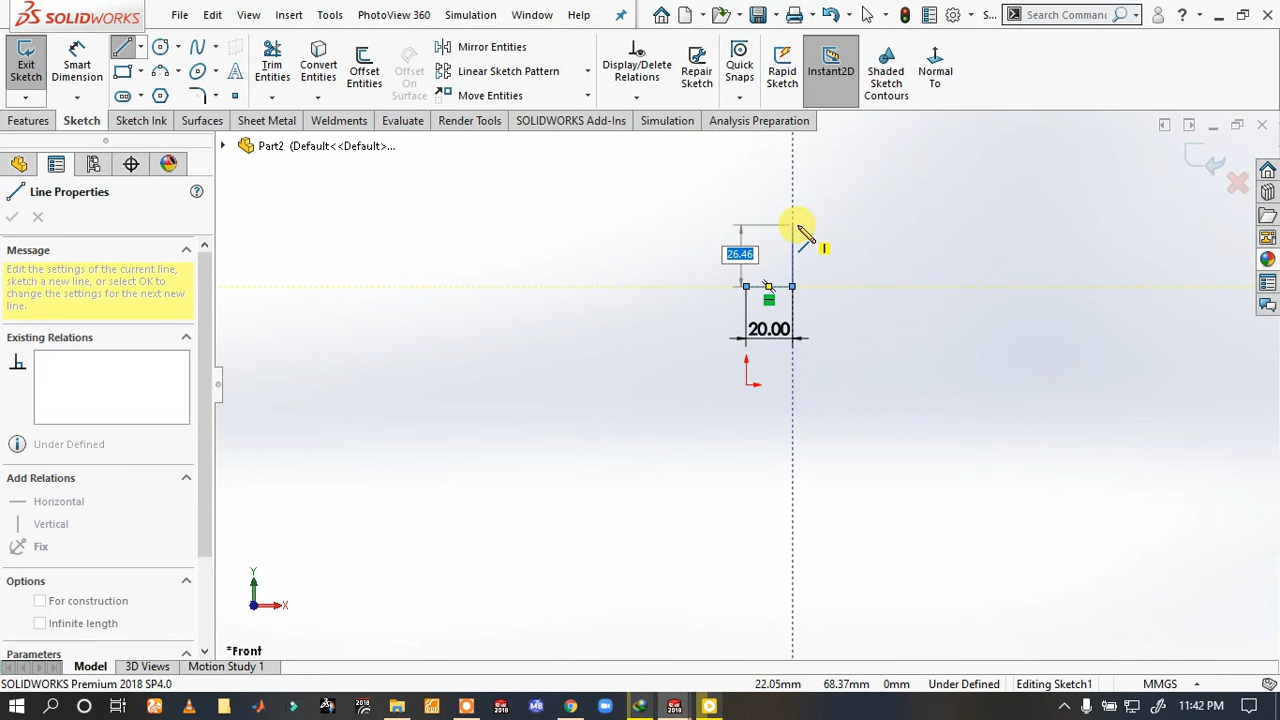 SOLIDWORKS File Edit View Insert Tools PhotoView 360 Simulation Window Help S... Search Commanc ?
Exit Sketch
Smart Dimension
Trim Entities
Convert Entities
Offset Entities
Offset On Surface
Mirror Entities
Linear Sketch Pattern
Move Entities
Display/Delete Relations
Repair Sketch
Quick Snaps
Rapid Sketch
Instant2D
Shaded Sketch Contours
Normal To
Features Sketch Sketch Ink Surfaces Sheet Metal Weldments Evaluate Render Tools SOLIDWORKS Add-Ins Simulation Analysis Preparation
Part2 (Default<<Default>...
Line Properties
Message
Edit the settings of the current line,
sketch a new line, or select OK to
change the settings for the next new
line.
Existing Relations
Under Defined
Add Relations
Horizontal
Vertical
Fix
Options
For construction
Infinite length
Parameters
26.46
20.00
Y
X
*Front
Model 3D Views Motion Study 1
SOLIDWORKS Premium 2018 SP4.0 22.05mm 68.37mm 0mm Under Defined Editing Sketch1 MMGS
11:42 PM